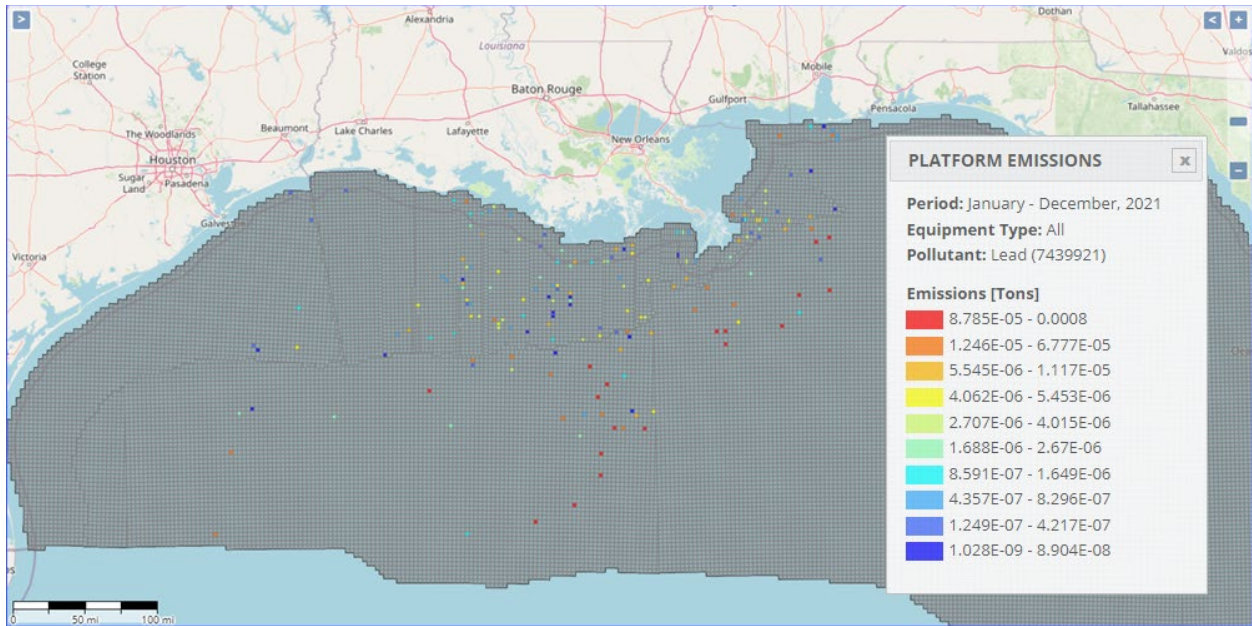 >
<
+
Dothan
Alexandria
Louisiana
Valdos
College
Station
Mobile
Baton Rouge
Gulfport
Pensacola
Tallahassee
The Woodlands
Beaumont
Lake Charles
Lafayette
New Orleans
Houston
Sugar
Land
Pasadena
Galves
Victoria
PLATFORM EMISSIONS
x
Period: January - December, 2021
Equipment Type: All
Pollutant: Lead (7439921)
Emissions [Tons]
8.785E-05 - 0.0008
1.246E-05 - 6.777E-05
5.545E-06 - 1.117E-05
4.062E-06 - 5.453E-06
2.707E-06 - 4.015E-06
1.688E-06 - 2.67E-06
8.591E-07 - 1.649E-06
4.357E-07 - 8.296E-07
1.249E-07 - 4.217E-07
1.028E-09 - 8.904E-08
0 50 mi 100 mi